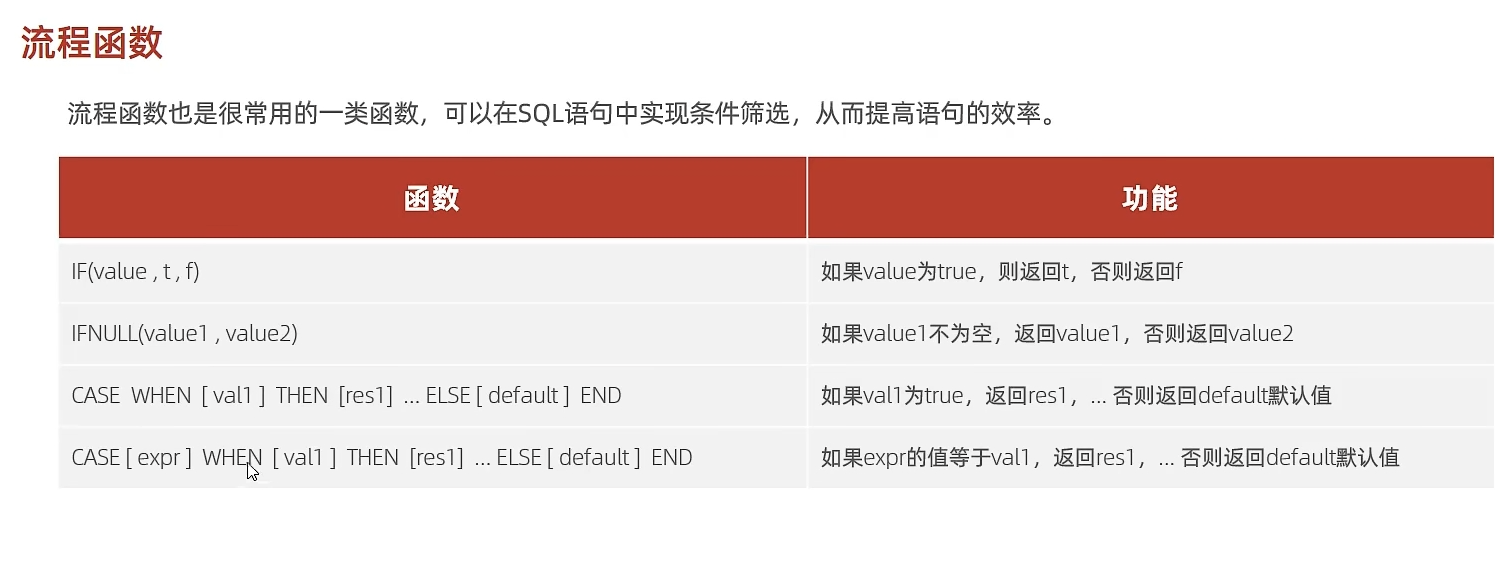 流程函数
流程函数也是很常用的一类函数，可以在SQL语句中实现条件筛选，从而提高语句的效率。
函数 功能
IF(value , t , f) 如果value为true，则返回t，否则返回f
IFNULL(value1 , value2) 如果value1不为空，返回value1，否则返回value2
CASE WHEN [ val1 ] THEN [res1] ... ELSE [ default ] END 如果val1为true，返回res1，... 否则返回default默认值
CASE [ expr ] WHEN [ val1 ] THEN [res1] ... ELSE [ default ] END 如果expr的值等于val1，返回res1，... 否则返回default默认值